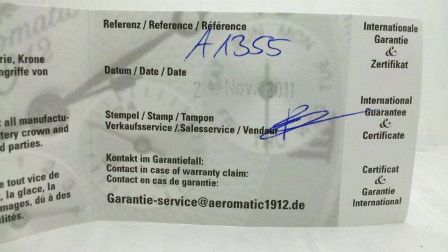 Referenz / Reference / Référence
A1355
Datum / Date / Date
Nov. 2011
Stempel / Stamp / Tampon
Verkaufsservice /.Salesservice / Vendeur
Kontakt im Garantiefall:
Contact in case of warranty claim:
Contact en cas de garantie:
Garantie-service@aeromatic1912.de
Internationale
Garantie
&
Zertifikat
International
Guarantee
&
Certificate
Certificat
&
Garantie
International
rie, Krone
ngriffe von
t all manufactu-
ttery crown and
d parties.
e tout vice de
, la glace, la
mages, dû à des
ilités.